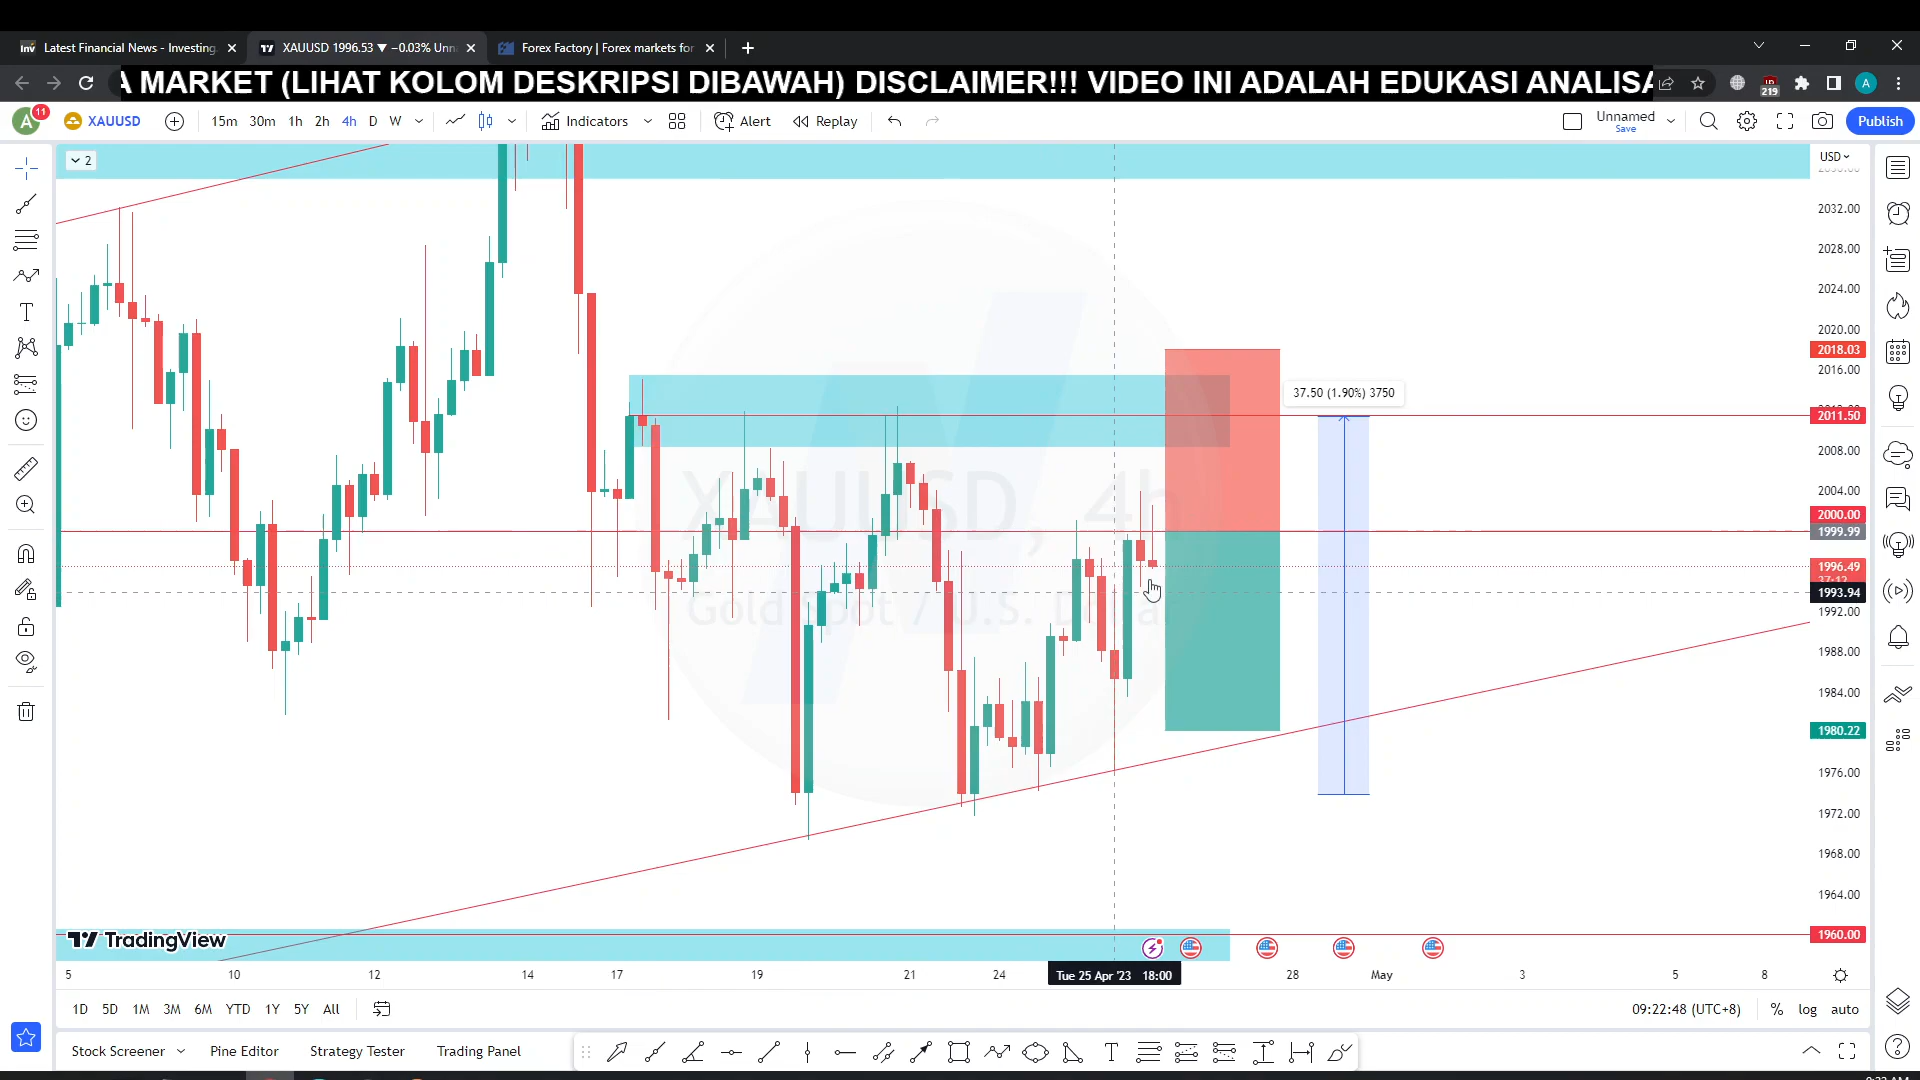 Latest Financial News - Investing.
XAUUSD 1996.53 ▼ −0.03% Unn
Forex Factory | Forex markets for
A MARKET (LIHAT KOLOM DESKRIPSI DIBAWAH) DISCLAIMER!!! VIDEO INI ADALAH EDUKASI ANALISA
219
A
A
11
XAUUSD
15m 30m 1h 2h 4h D W
Indicators
Alert
Replay
Unnamed
Save
Publish
2
USD
2032.00
2028.00
2024.00
2020.00
2018.03
2016.00
37.50 (1.90%) 3750
2011.50
2008.00
2004.00
XAUUSD, 4h
2000.00
1999.99
1996.49
1993.94
Gold Spot / U.S. Dollar
1992.00
1988.00
1984.00
1980.22
1976.00
1972.00
1968.00
1964.00
1960.00
TradingView
5 10 12 14 17 19 21 24 Tue 25 Apr '23 18:00 28 May 3 5 8
1D 5D 1M 3M 6M YTD 1Y 5Y All
09:22:48 (UTC+8)
% log auto
Stock Screener
Pine Editor
Strategy Tester
Trading Panel